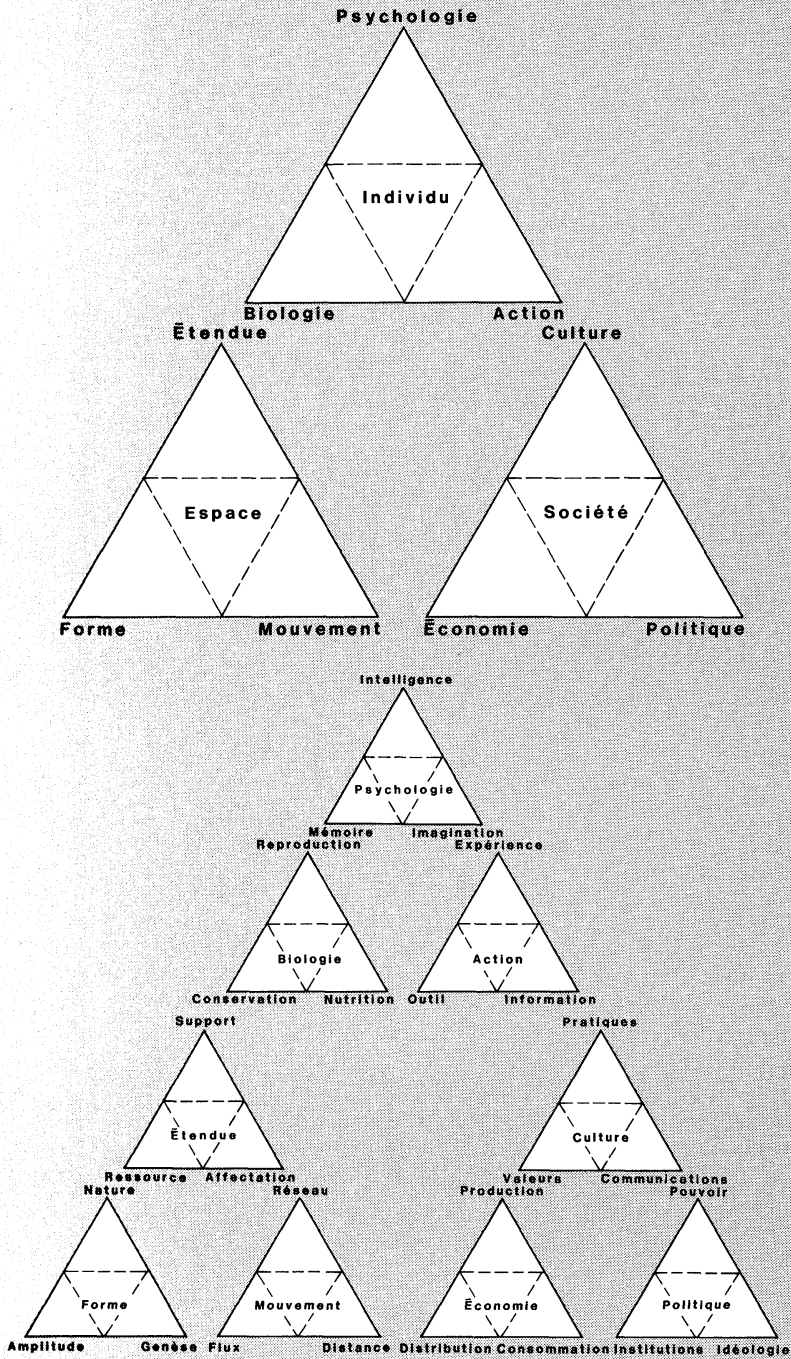 Psychologie
Individu
Biologie Action
Étendue Culture
Espace Société
Forme Mouvement Économie Politique
Intelligence
Psychologie
Mémoire Imagination
Reproduction Expérience
Biologie Action
Conservation Nutrition Outil Information
Support Pratiques
Étendue Culture
Ressource Affectation Valeurs Communications
Nature Réseau Production Pouvoir
Forme Mouvement Économie Politique
Amplitude Genèse Flux Distance Distribution Consommation Institutions Idéologie